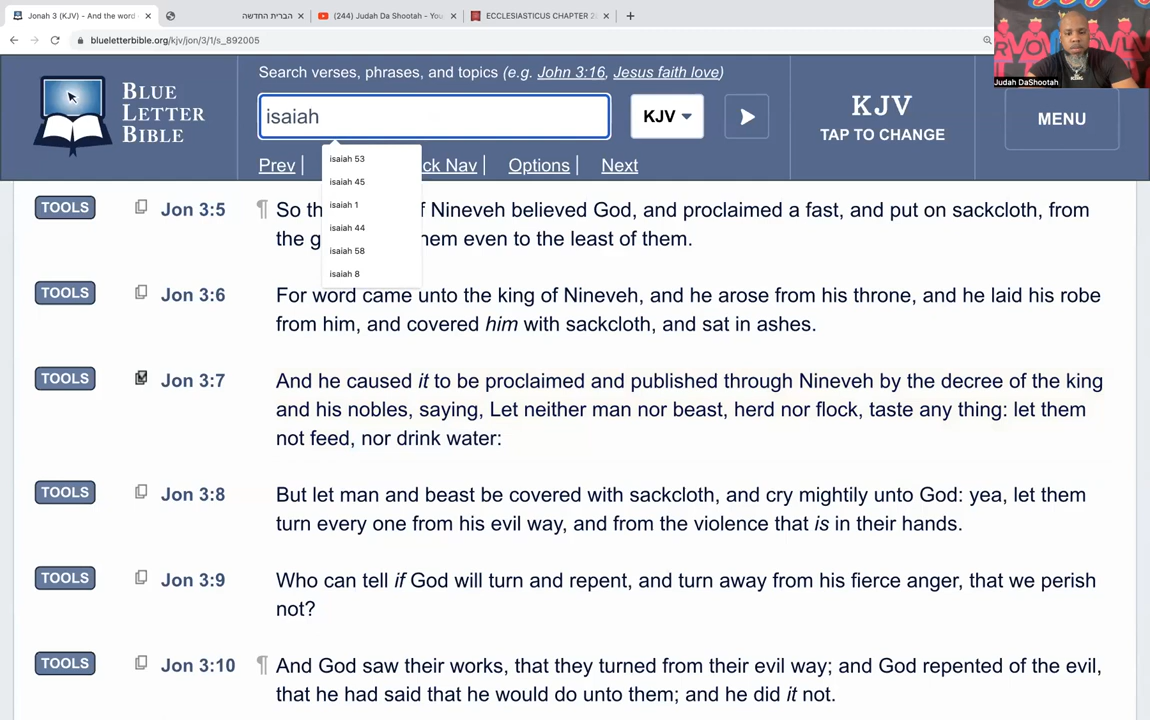 Jonah 3 (KJV) - And the word
הברית החדשה
(244) Judah Da Shootah - You
ECCLESIASTICUS CHAPTER 2
blueletterbible.org/kjv/jon/3/1/s_892005
Judah DaShootah
BLUE
LETTER
BIBLE
Search verses, phrases, and topics (e.g. John 3:16, Jesus faith love)
isaiah
KJV
KJV
TAP TO CHANGE
MENU
Prev | ck Nav | Options | Next
isaiah 53
isaiah 45
isaiah 1
isaiah 44
isaiah 58
isaiah 8
TOOLS Jon 3:5 ¶ So th f Nineveh believed God, and proclaimed a fast, and put on sackcloth, from
the g hem even to the least of them.
TOOLS Jon 3:6 For word came unto the king of Nineveh, and he arose from his throne, and he laid his robe
from him, and covered him with sackcloth, and sat in ashes.
TOOLS Jon 3:7 And he caused it to be proclaimed and published through Nineveh by the decree of the king
and his nobles, saying, Let neither man nor beast, herd nor flock, taste any thing: let them
not feed, nor drink water:
TOOLS Jon 3:8 But let man and beast be covered with sackcloth, and cry mightily unto God: yea, let them
turn every one from his evil way, and from the violence that is in their hands.
TOOLS Jon 3:9 Who can tell if God will turn and repent, and turn away from his fierce anger, that we perish
not?
TOOLS Jon 3:10 ¶ And God saw their works, that they turned from their evil way; and God repented of the evil,
that he had said that he would do unto them; and he did it not.